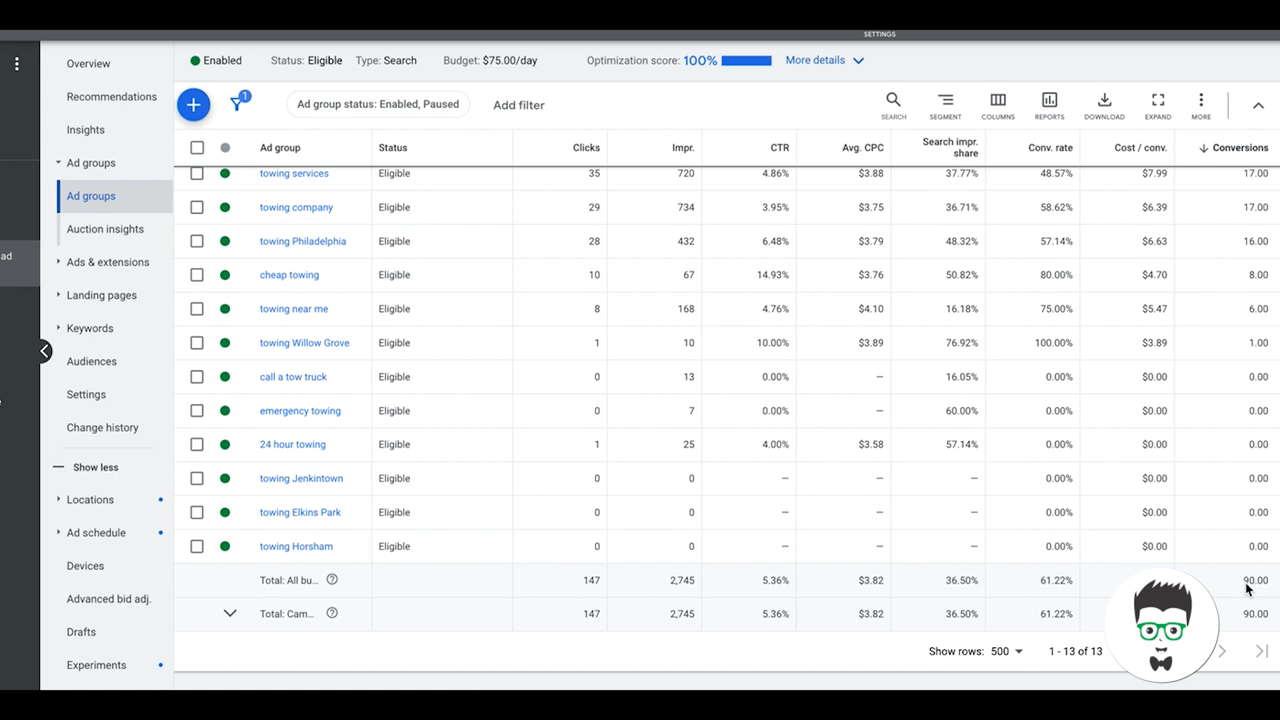 SETTINGS
Enabled Status: Eligible Type: Search Budget: $75.00/day Optimization score: 100% More details
1 Ad group status: Enabled, Paused Add filter
SEARCH SEGMENT COLUMNS REPORTS DOWNLOAD EXPAND MORE
Overview
Recommendations
Insights
Ad groups
Ad groups
Auction insights
ad
Ads & extensions
Landing pages
Keywords
Audiences
Settings
Change history
Show less
Locations
Ad schedule
Devices
Advanced bid adj.
Drafts
Experiments
Ad group Status Clicks Impr. CTR Avg. CPC Search impr. share Conv. rate Cost / conv. Conversions
towing services Eligible 35 720 4.86% $3.88 37.77% 48.57% $7.99 17.00
towing company Eligible 29 734 3.95% $3.75 36.71% 58.62% $6.39 17.00
towing Philadelphia Eligible 28 432 6.48% $3.79 48.32% 57.14% $6.63 16.00
cheap towing Eligible 10 67 14.93% $3.76 50.82% 80.00% $4.70 8.00
towing near me Eligible 8 168 4.76% $4.10 16.18% 75.00% $5.47 6.00
towing Willow Grove Eligible 1 10 10.00% $3.89 76.92% 100.00% $3.89 1.00
call a tow truck Eligible 0 13 0.00% – 16.05% 0.00% $0.00 0.00
emergency towing Eligible 0 7 0.00% – 60.00% 0.00% $0.00 0.00
24 hour towing Eligible 1 25 4.00% $3.58 57.14% 0.00% $0.00 0.00
towing Jenkintown Eligible 0 0 – – – 0.00% $0.00 0.00
towing Elkins Park Eligible 0 0 – – – 0.00% $0.00 0.00
towing Horsham Eligible 0 0 – – – 0.00% $0.00 0.00
Total: All bu... 147 2,745 5.36% $3.82 36.50% 61.22% 90.00
Total: Cam... 147 2,745 5.36% $3.82 36.50% 61.22% 90.00
Show rows: 500 1 - 13 of 13